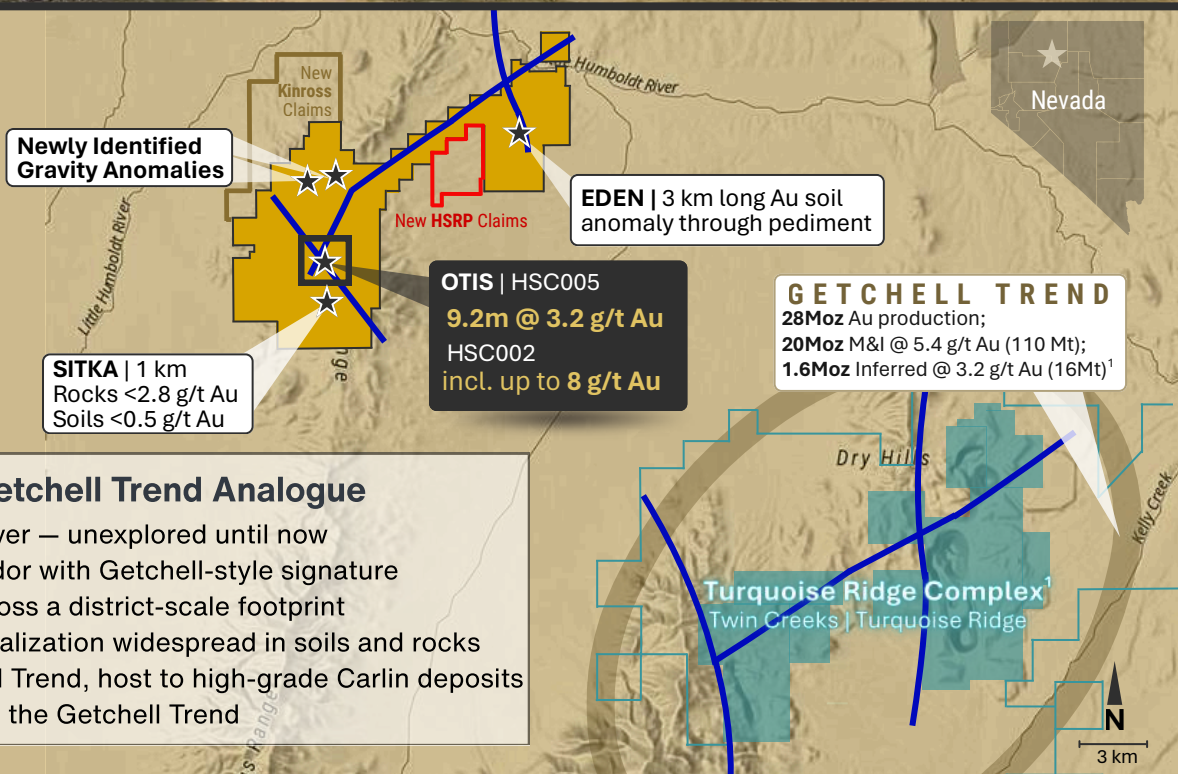 New
Kinross
Claims
Humboldt River
Nevada
Newly Identified
Gravity Anomalies
EDEN | 3 km long Au soil
anomaly through pediment
New HSRP Claims
Little Humboldt River
OTIS | HSC005
9.2m @ 3.2 g/t Au
HSC002
incl. up to 8 g/t Au
GETCHELL TREND
28Moz Au production;
20Moz M&I @ 5.4 g/t Au (110 Mt);
1.6Moz Inferred @ 3.2 g/t Au (16Mt)¹
SITKA | 1 km
Rocks <2.8 g/t Au
Soils <0.5 g/t Au
nge
Dry Hills
Kelly Creek
etchell Trend Analogue
ver — unexplored until now
dor with Getchell-style signature
oss a district-scale footprint
alization widespread in soils and rocks
l Trend, host to high-grade Carlin deposits
the Getchell Trend
Turquoise Ridge Complex¹
Twin Creeks | Turquoise Ridge
s Range
N
3 km